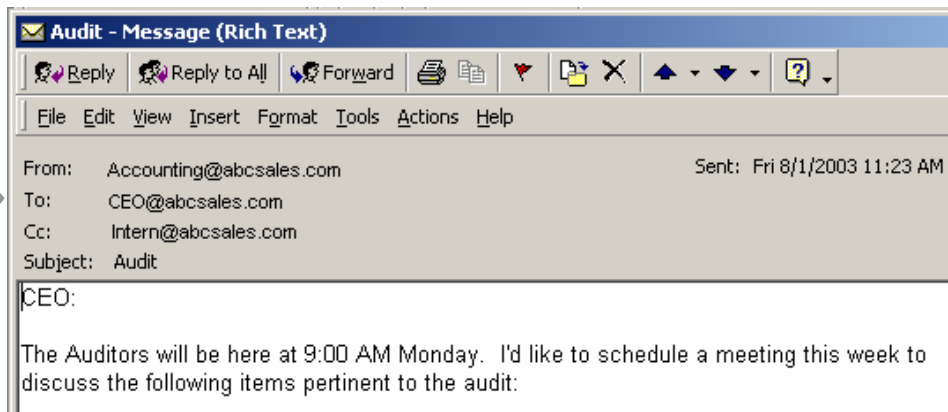 Audit - Message (Rich Text)
Reply Reply to All Forward
File Edit View Insert Format Tools Actions Help
From: Accounting@abcsales.com Sent: Fri 8/1/2003 11:23 AM
To: CEO@abcsales.com
Cc: Intern@abcsales.com
Subject: Audit
CEO:
The Auditors will be here at 9:00 AM Monday. I'd like to schedule a meeting this week to
discuss the following items pertinent to the audit: